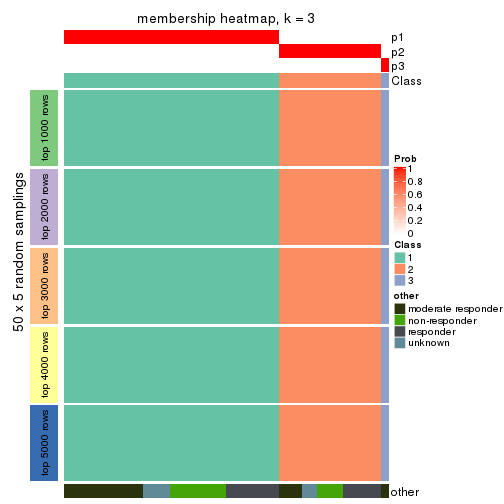 membership heatmap, k = 3
p1
p2
p3
Class
50 x 5 random samplings
top 1000 rows
top 2000 rows
top 3000 rows
top 4000 rows
top 5000 rows
Prob
1
0.8
0.6
0.4
0.2
0
Class
1
2
3
other
moderate responder
non-responder
responder
unknown
other